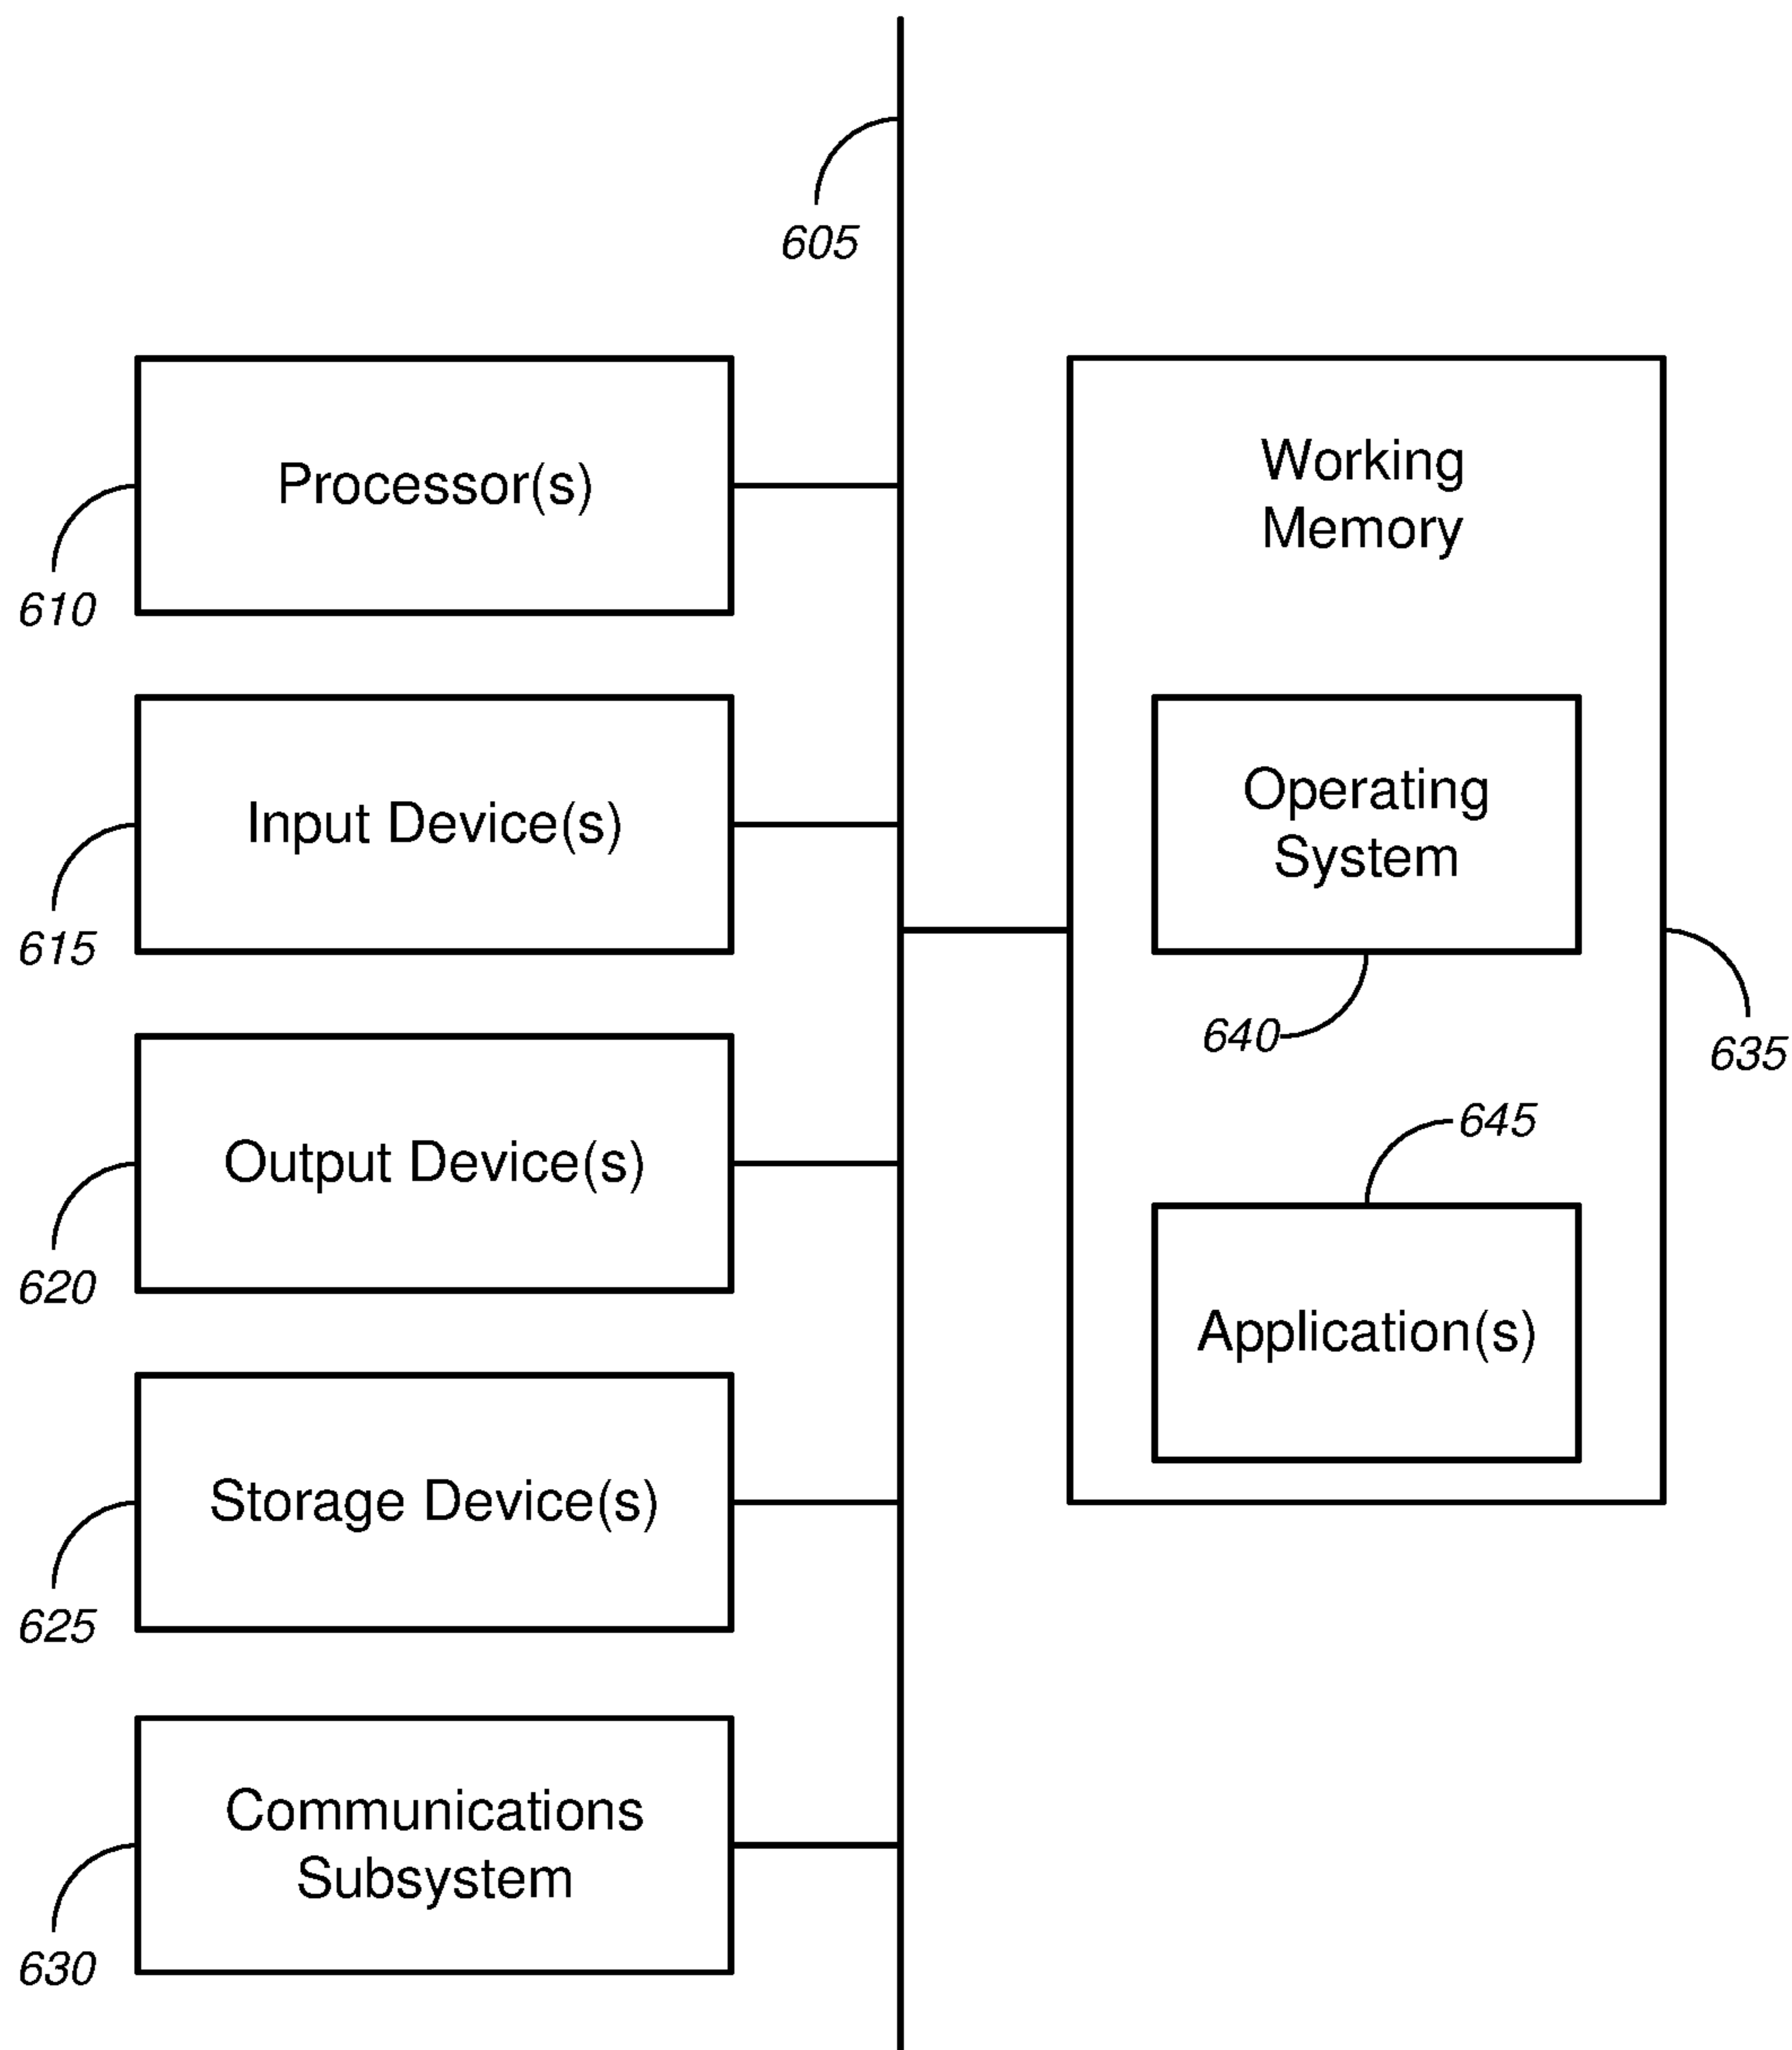 605
Processor(s)
610
Input Device(s)
615
Output Device(s)
620
Storage Device(s)
625
Communications
Subsystem
630
Working
Memory
Operating
System
640
635
645
Application(s)